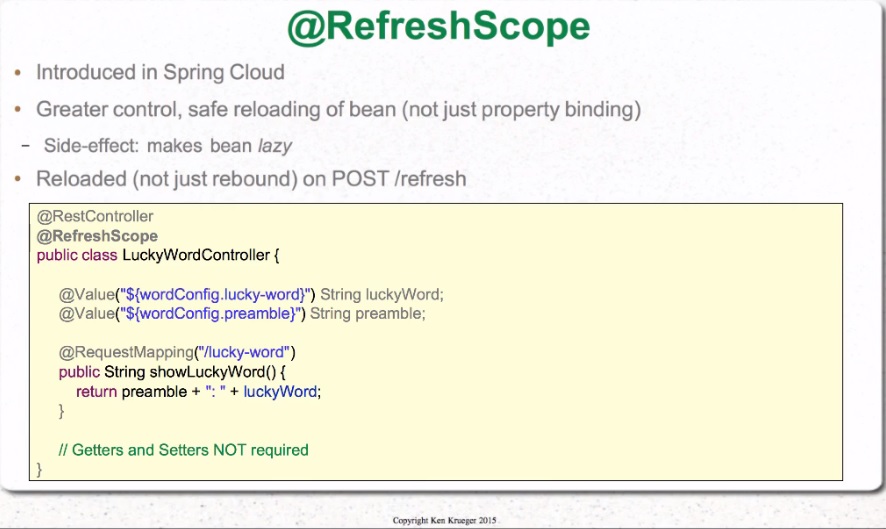 @RefreshScope
• Introduced in Spring Cloud
• Greater control, safe reloading of bean (not just property binding)
– Side-effect: makes bean lazy
• Reloaded (not just rebound) on POST /refresh
@RestController
@RefreshScope
public class LuckyWordController {
@Value("${wordConfig.lucky-word}") String luckyWord;
@Value("${wordConfig.preamble}") String preamble;
@RequestMapping("/lucky-word")
public String showLuckyWord() {
return preamble + ": " + luckyWord;
}
// Getters and Setters NOT required
}
Copyright Ken Krueger 2015